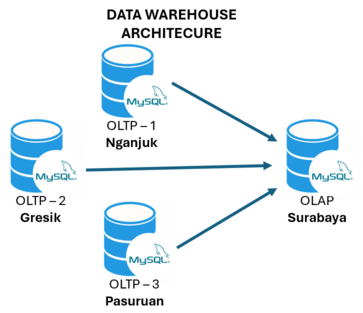 DATA WAREHOUSE
ARCHITECURE
MySQL
OLTP – 1
Nganjuk
MySQL
OLTP – 2
Gresik
MySQL
OLAP
Surabaya
MySQL
OLTP – 3
Pasuruan